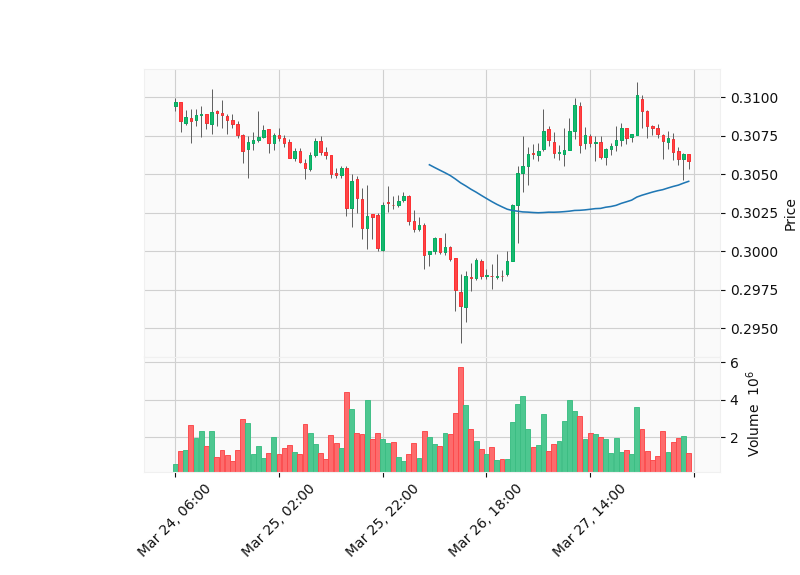 0.3100
0.3075
0.3050
0.3025
0.3000
0.2975
0.2950
Price
6
4
2
Volume 10^6
Mar 24, 06:00
Mar 25, 02:00
Mar 25, 22:00
Mar 26, 18:00
Mar 27, 14:00